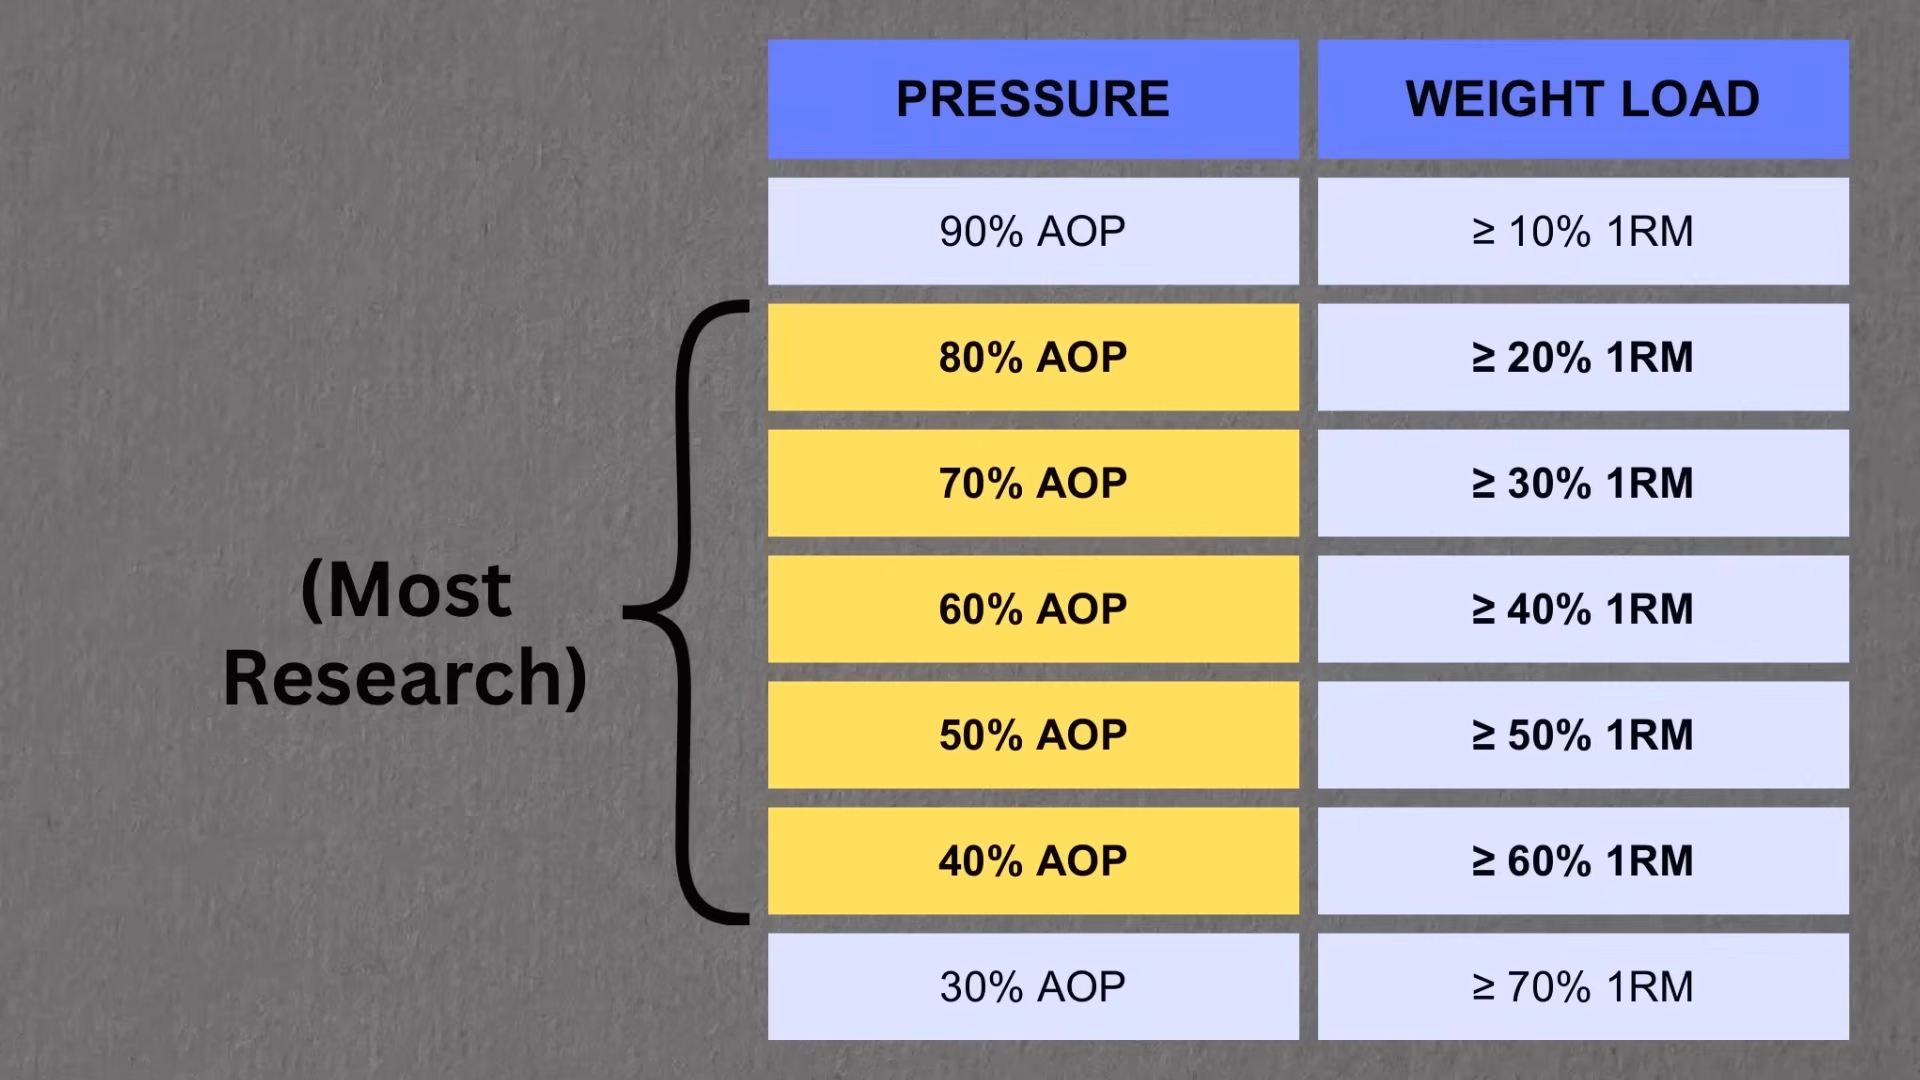 PRESSURE WEIGHT LOAD
90% AOP ≥ 10% 1RM
80% AOP ≥ 20% 1RM
70% AOP ≥ 30% 1RM
60% AOP ≥ 40% 1RM
(Most
Research)
50% AOP ≥ 50% 1RM
40% AOP ≥ 60% 1RM
30% AOP ≥ 70% 1RM